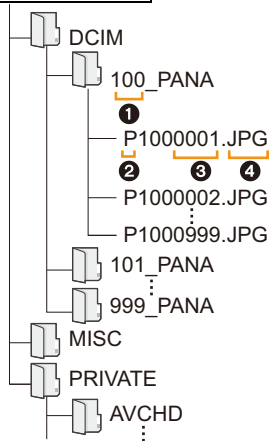 DCIM
100_PANA
❶
P1000001.JPG
❷ ❸ ❹
P1000002.JPG
P1000999.JPG
101_PANA
999_PANA
MISC
PRIVATE
AVCHD